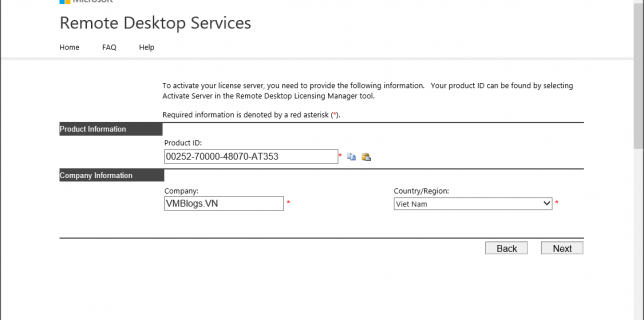 Microsoft
Remote Desktop Services
Home FAQ Help
To activate your license server, you need to provide the following information. Your product ID can be found by selecting
Activate Server in the Remote Desktop Licensing Manager tool.
Required information is denoted by a red asterisk (*).
Product Information
Product ID:
00252-70000-48070-AT353 *
Company Information
Company: Country/Region:
VMBlogs.VN * Viet Nam *
Back Next